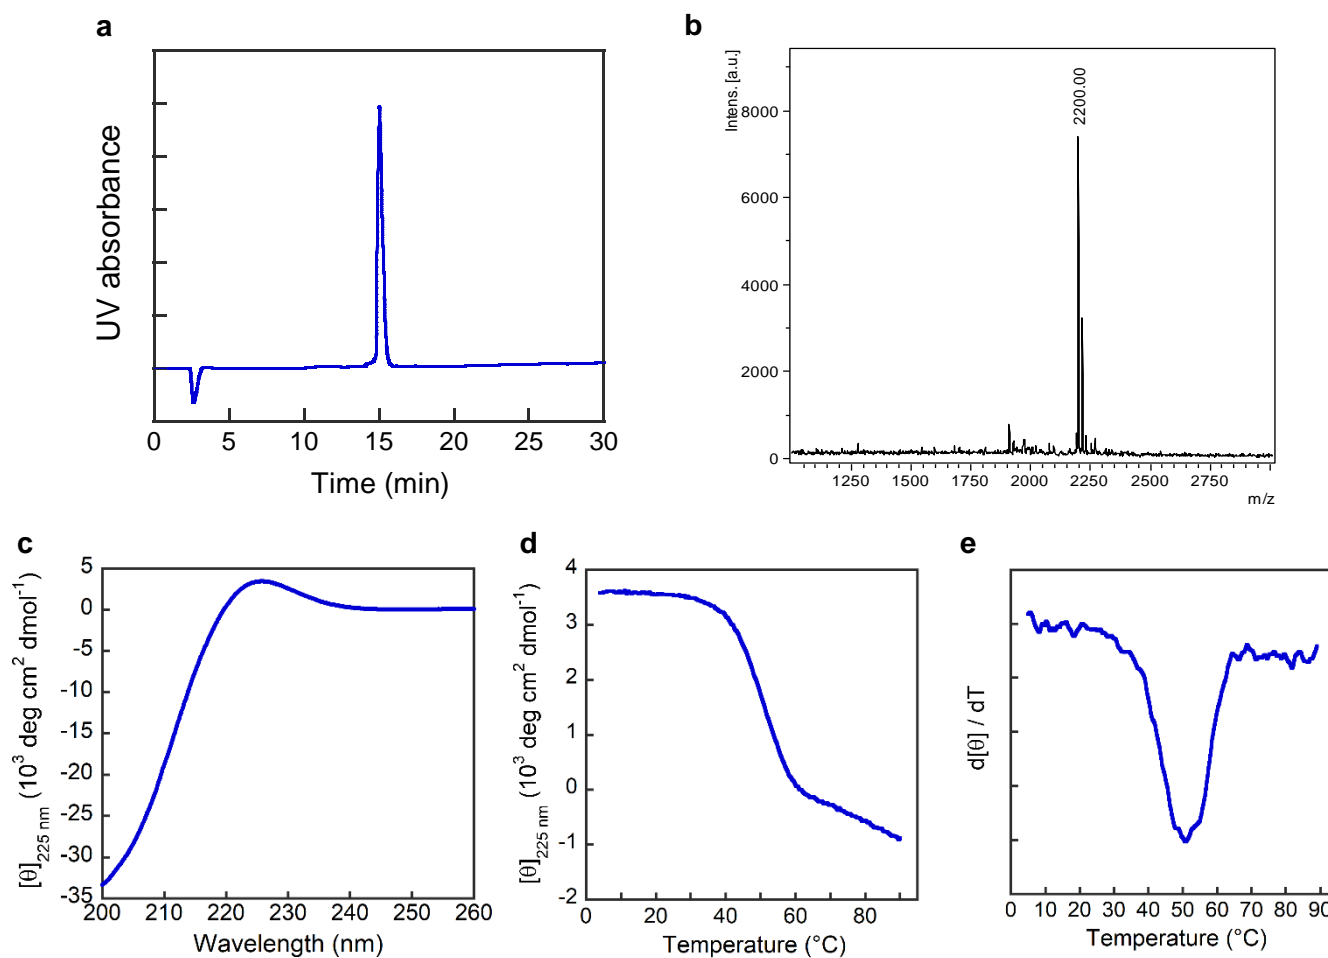 a
UV absorbance
0 5 10 15 20 25 30
Time (min)
b
Intens. [a.u.]
2200.00
8000
6000
4000
2000
0
1250 1500 1750 2000 2250 2500 2750
m/z
c
[θ]225 nm (10³ deg cm² dmol⁻¹)
5
0
-5
-10
-15
-20
-25
-30
-35
200 210 220 230 240 250 260
Wavelength (nm)
d
[θ]225 nm (10³ deg cm² dmol⁻¹)
4
3
2
1
0
-1
-2
0 20 40 60 80
Temperature (°C)
e
d[θ] / dT
0 10 20 30 40 50 60 70 80 90
Temperature (°C)